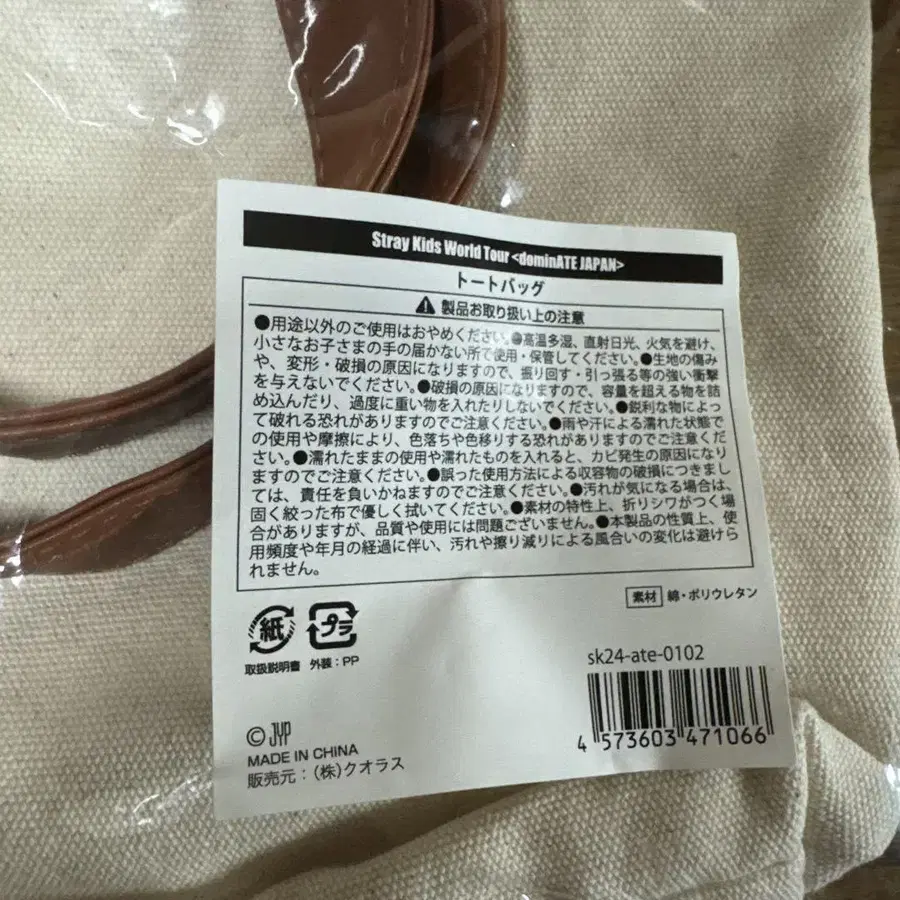 Stray Kids World Tour <dominATE JAPAN>
トートバッグ
製品お取り扱い上の注意
●用途以外のご使用はおやめください。●高温多湿、直射日光、火気を避け、
小さなお子さまの手の届かない所で使用・保管してください。●生地の傷み
や、変形・破損の原因になりますので、振り回す・引っ張る等の強い衝撃
を与えないでください。●破損の原因になりますので、容量を超える物を詰
め込んだり、過度に重い物を入れたりしないでください。●鋭利な物によっ
て破れる恐れがありますのでご注意ください。●雨や汗による濡れた状態で
の使用や摩擦により、色落ちや色移りする恐れがありますのでご注意くださ
い。●濡れたままの使用や濡れたものを入れると、カビ発生の原因になり
ますのでご注意ください。●誤った使用方法による収容物の破損につきまし
ては、責任を負いかねますのでご了承ください。●汚れが気になる場合は、
固く絞った布で優しく拭いてください。●素材の特性上、折りシワがつく場
合がありますが、品質や使用には問題ございません。●本製品の性質上、使
用頻度や年月の経過に伴い、汚れや擦り減りによる風合いの変化は避けら
れません。
素材 綿・ポリウレタン
紙 プラ
取扱説明書 外装：PP
sk24-ate-0102
4 573603 471066
© JYP
MADE IN CHINA
販売元：(株)クオラス